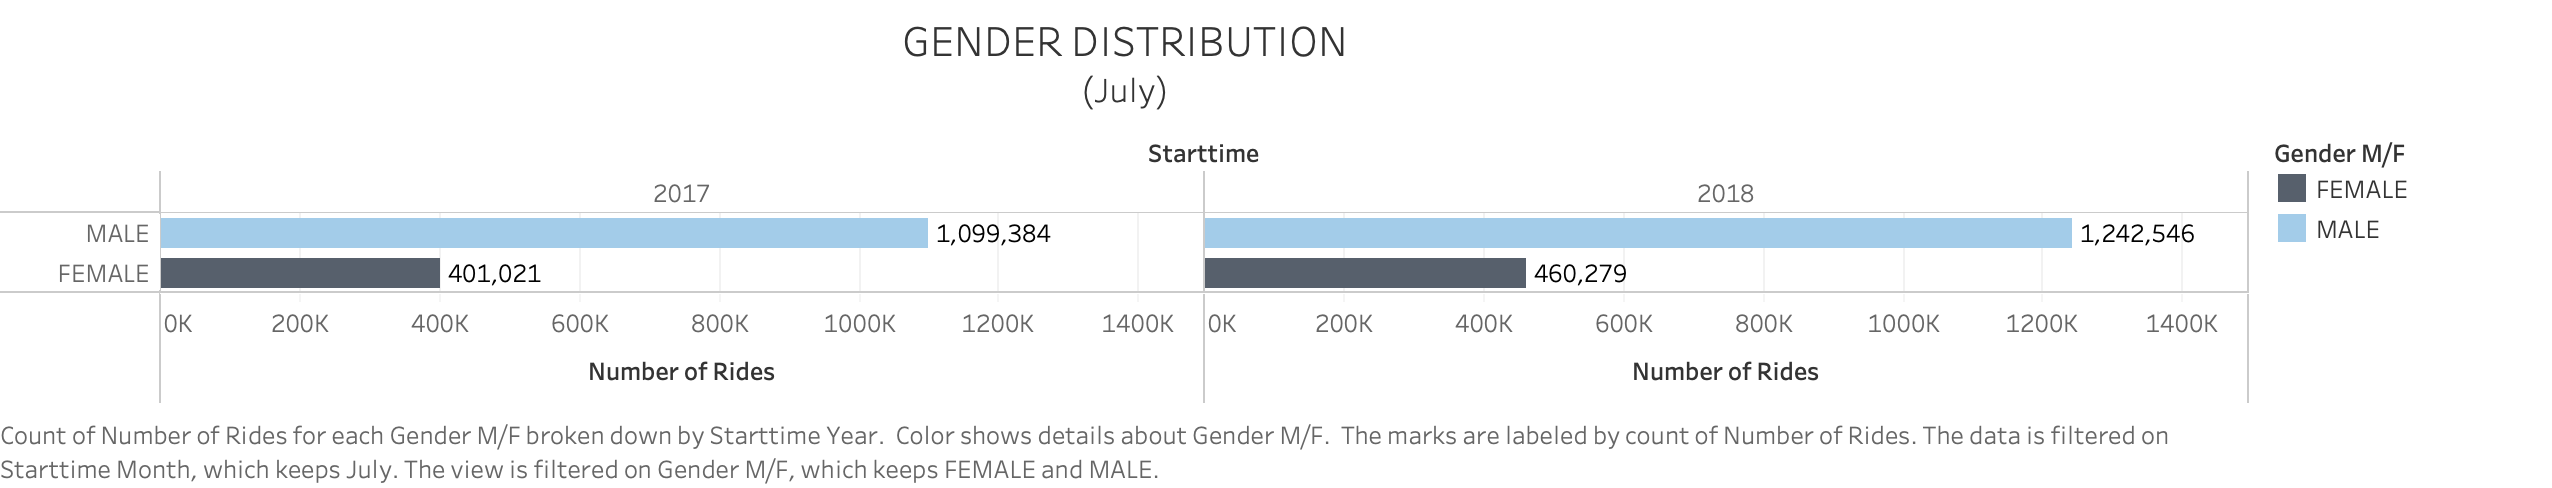 GENDER DISTRIBUTION
(July)
Starttime
Gender M/F
2017
2018
FEMALE
MALE
MALE
1,099,384
1,242,546
FEMALE
401,021
460,279
0K 200K 400K 600K 800K 1000K 1200K 1400K 0K 200K 400K 600K 800K 1000K 1200K 1400K
Number of Rides
Number of Rides
Count of Number of Rides for each Gender M/F broken down by Starttime Year.  Color shows details about Gender M/F.  The marks are labeled by count of Number of Rides. The data is filtered on
Starttime Month, which keeps July. The view is filtered on Gender M/F, which keeps FEMALE and MALE.